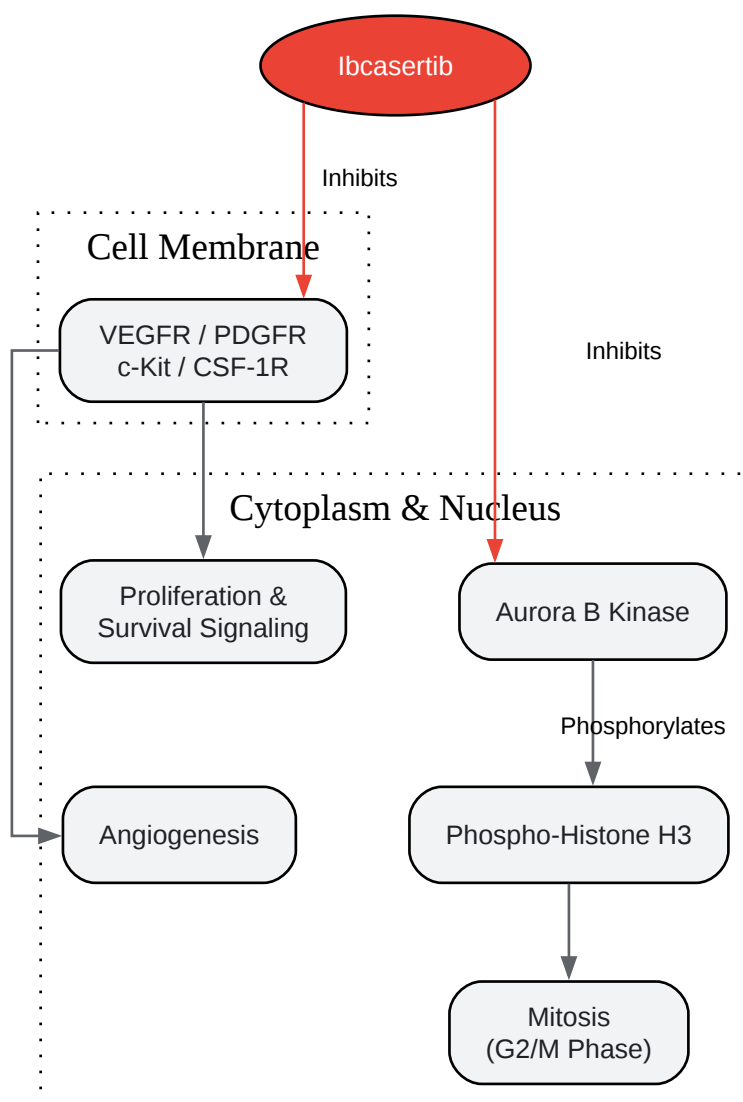 Ibcasertib
Inhibits
Cell Membrane
VEGFR / PDGFR
c-Kit / CSF-1R
Inhibits
Cytoplasm & Nucleus
Proliferation &
Survival Signaling
Aurora B Kinase
Phosphorylates
Angiogenesis
Phospho-Histone H3
Mitosis
(G2/M Phase)